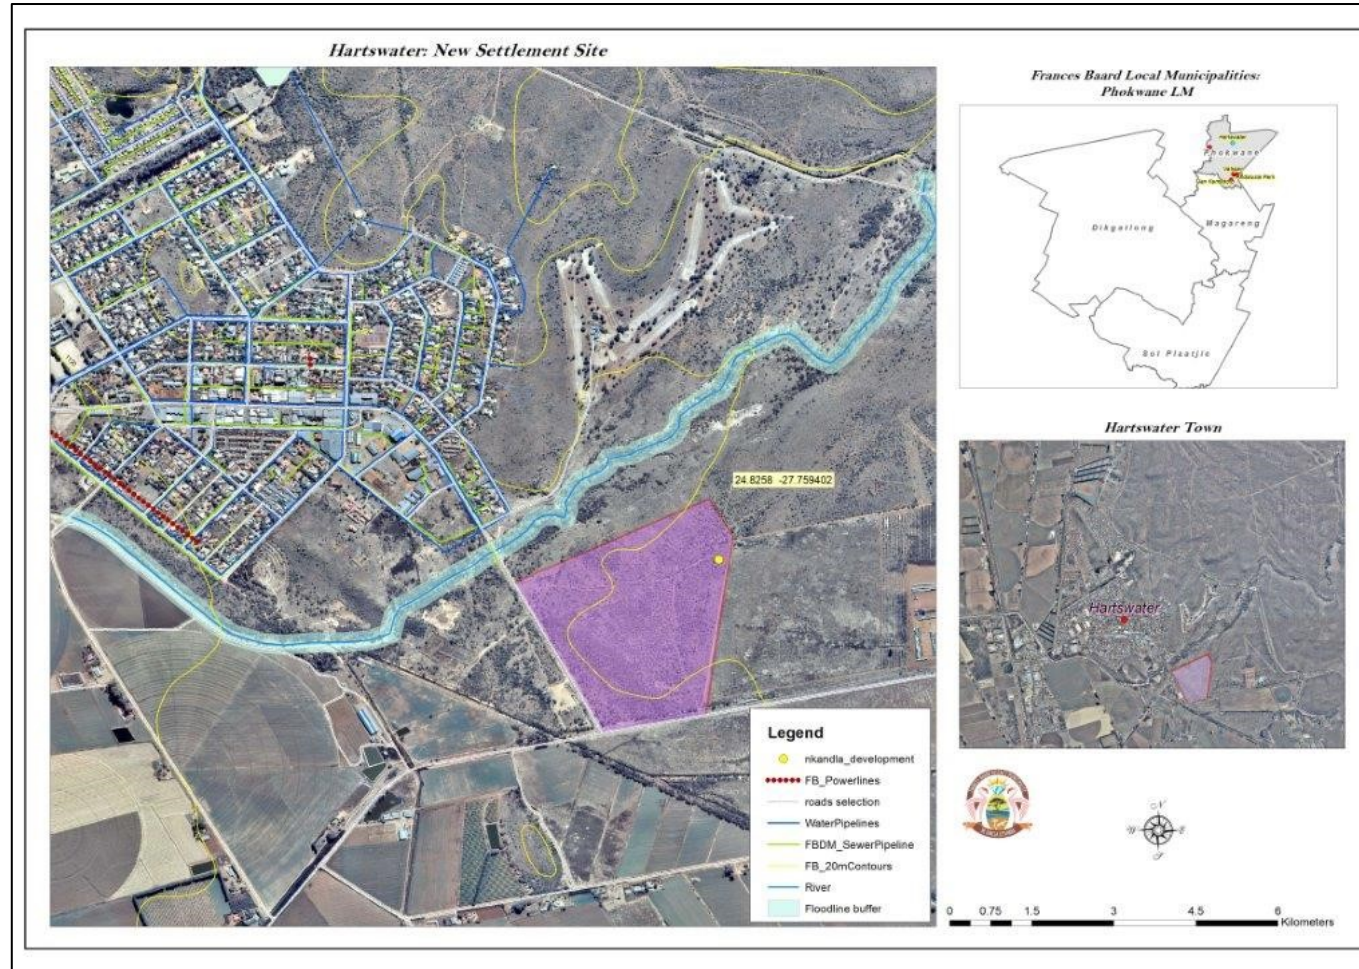 Hartswater: New Settlement Site
24.8258 -27.759402
Legend
nkandla_development
FB_Powerlines
roads selection
WaterPipelines
FBDM_SewerPipeline
FB_20mContours
River
Floodline buffer
Frances Baard Local Municipalities:
Phokwane LM
Hartswater
Phokwane
Dikgatlong
Magareng
Sol Plaatjie
Hartswater Town
Hartswater
N
W E
S
0 0.75 1.5 3 4.5 6
Kilometers